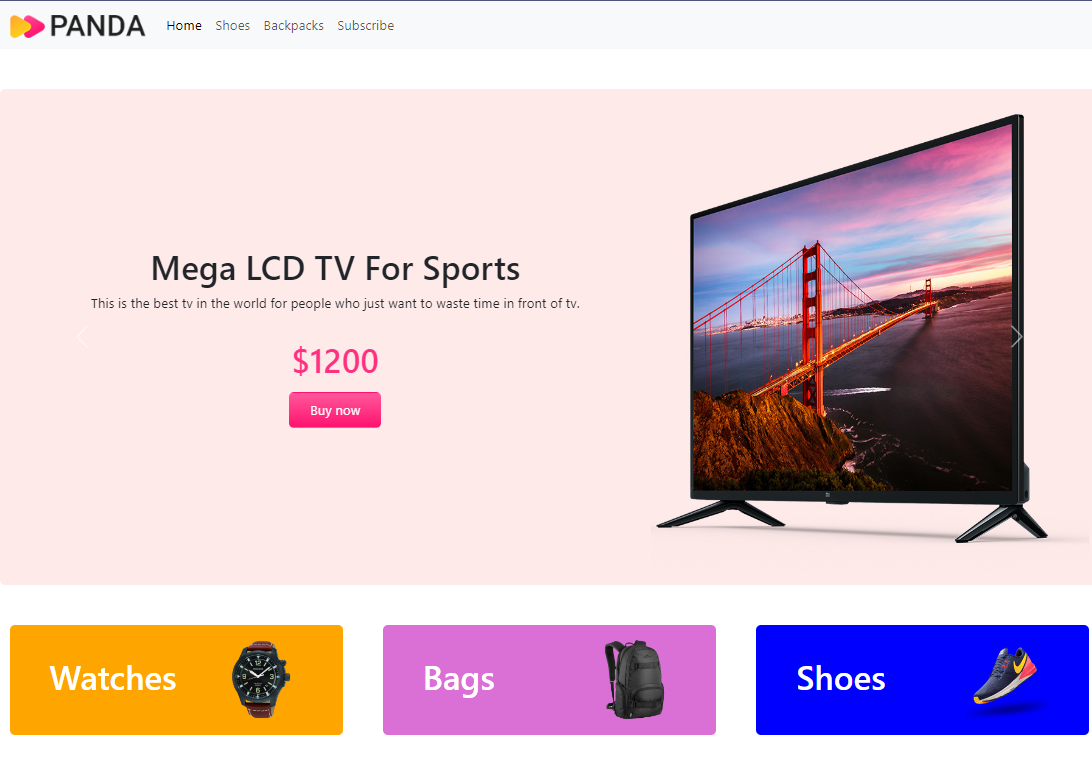 PANDA Home Shoes Backpacks Subscribe
Mega LCD TV For Sports
This is the best tv in the world for people who just want to waste time in front of tv.
$1200
Buy now
Watches
Bags
Shoes